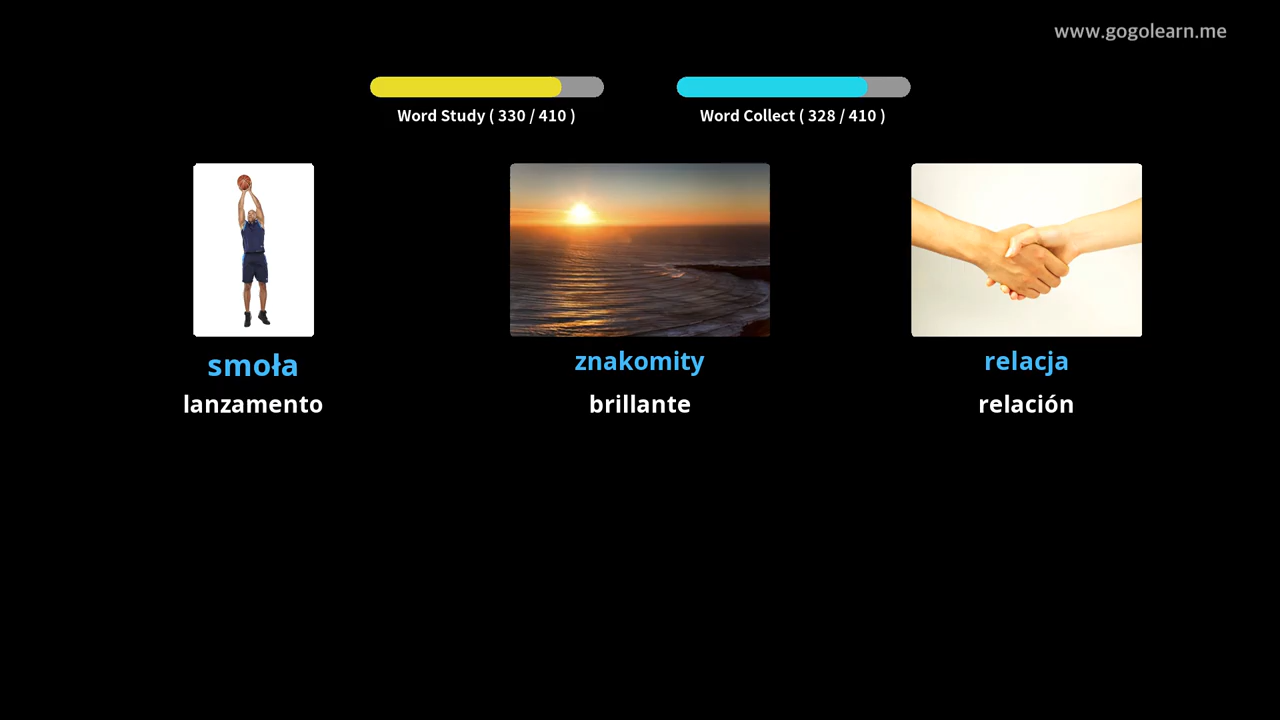 www.gogolearn.me
Word Study ( 330 / 410 )
Word Collect ( 328 / 410 )
smoła
znakomity
relacja
lanzamento
brillante
relación